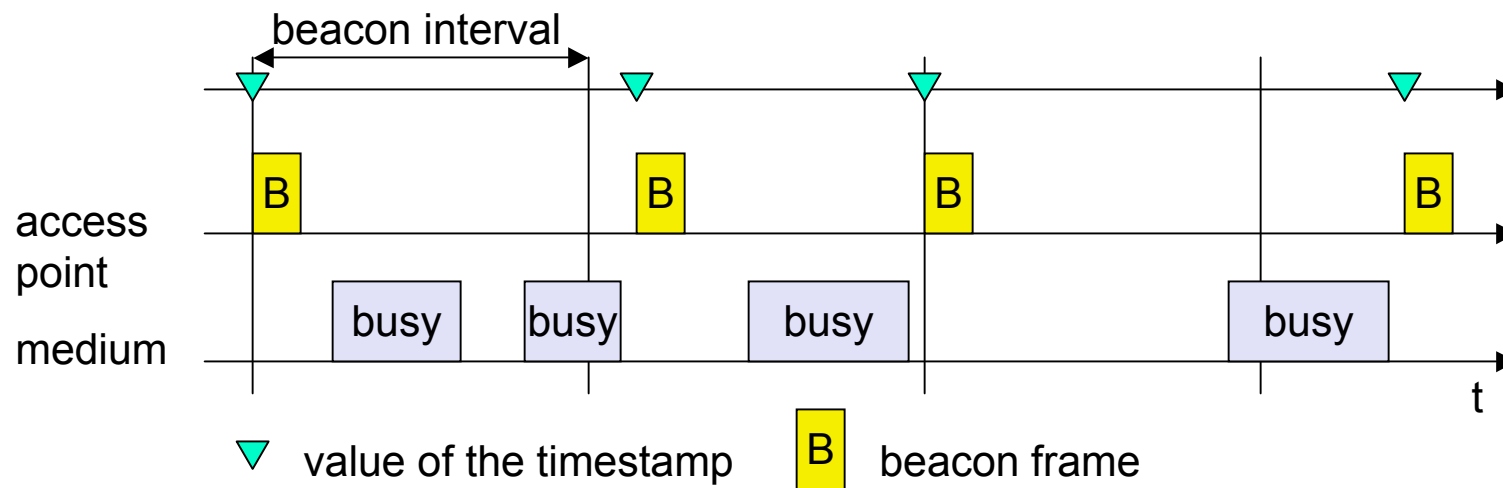 beacon interval
B B B B
access
point
busy busy busy busy
medium
t
value of the timestamp B beacon frame